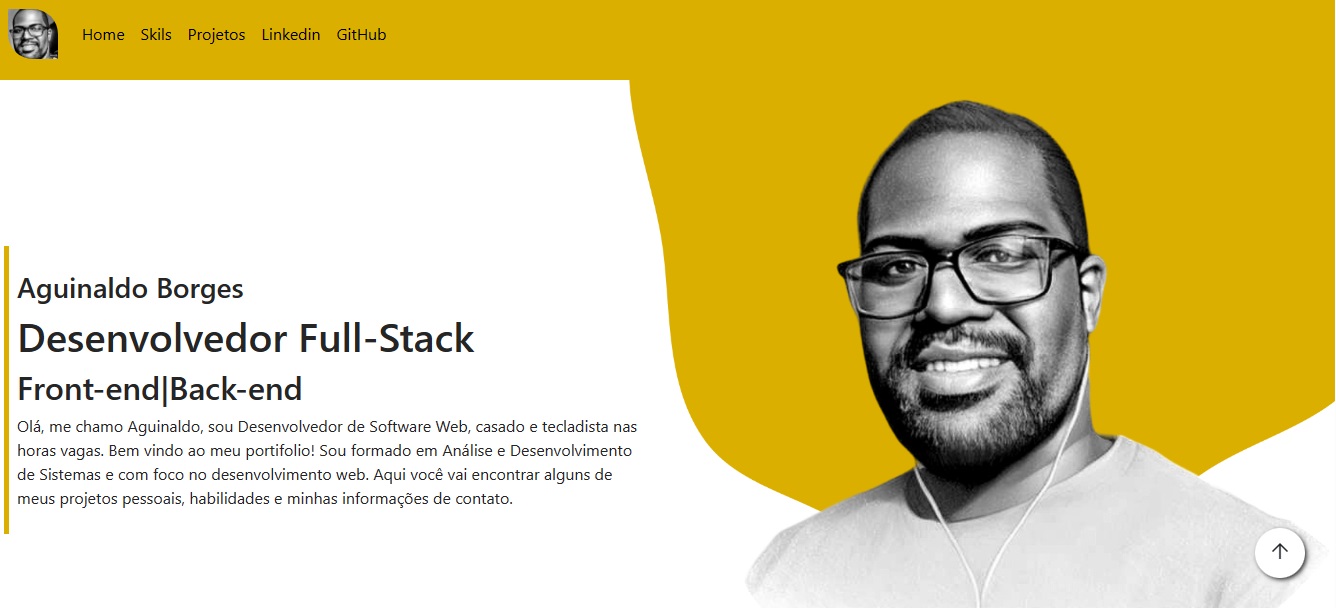 Home Skils Projetos Linkedin GitHub
Aguinaldo Borges
Desenvolvedor Full-Stack
Front-end|Back-end
Olá, me chamo Aguinaldo, sou Desenvolvedor de Software Web, casado e tecladista nas
horas vagas. Bem vindo ao meu portifolio! Sou formado em Análise e Desenvolvimento
de Sistemas e com foco no desenvolvimento web. Aqui você vai encontrar alguns de
meus projetos pessoais, habilidades e minhas informações de contato.